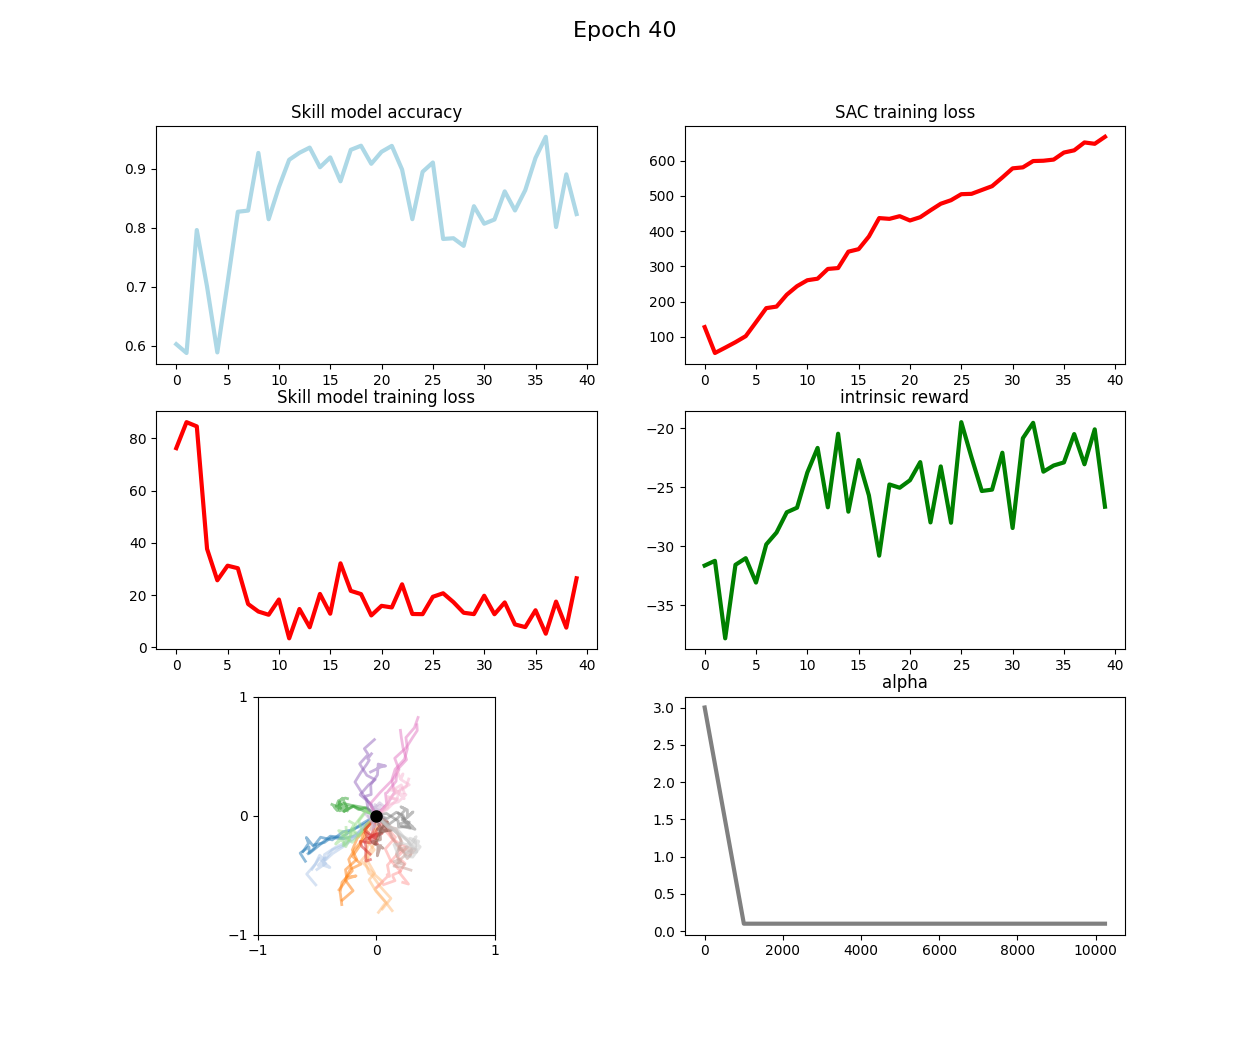 Epoch 40
Skill model accuracy
0.9
0.8
0.7
0.6
0 5 10 15 20 25 30 35 40
SAC training loss
600
500
400
300
200
100
0 5 10 15 20 25 30 35 40
Skill model training loss
80
60
40
20
0
0 5 10 15 20 25 30 35 40
intrinsic reward
−20
−25
−30
−35
0 5 10 15 20 25 30 35 40
1
0
−1
−1 0 1
alpha
3.0
2.5
2.0
1.5
1.0
0.5
0.0
0 2000 4000 6000 8000 10000